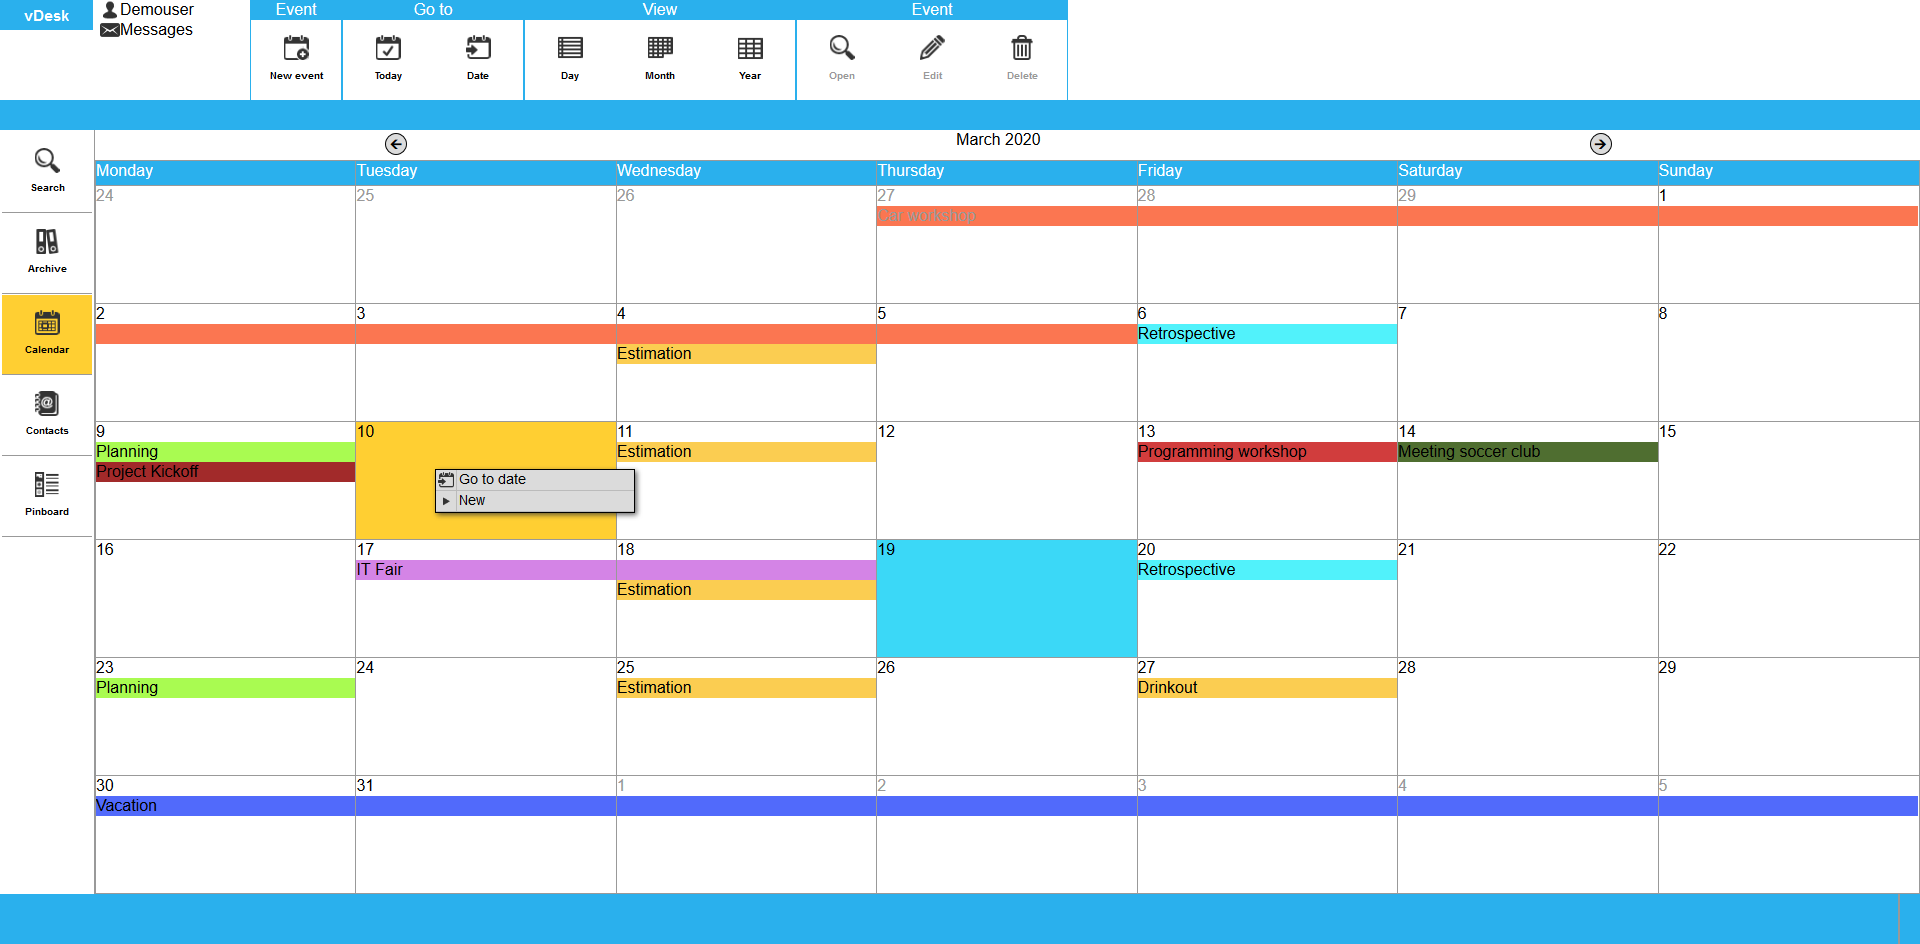 vDesk
Demouser
Messages
Event Go to View Event
New event Today Date Day Month Year Open Edit Delete
Search
Archive
Calendar
Contacts
Pinboard
March 2020
Monday Tuesday Wednesday Thursday Friday Saturday Sunday
24 25 26 27 28 29 1
Car workshop
2 3 4 5 6 7 8
Retrospective
Estimation
9 10 11 12 13 14 15
Planning Estimation Programming workshop Meeting soccer club
Project Kickoff
Go to date
New
16 17 18 19 20 21 22
IT Fair Retrospective
Estimation
23 24 25 26 27 28 29
Planning Estimation Drinkout
30 31 1 2 3 4 5
Vacation